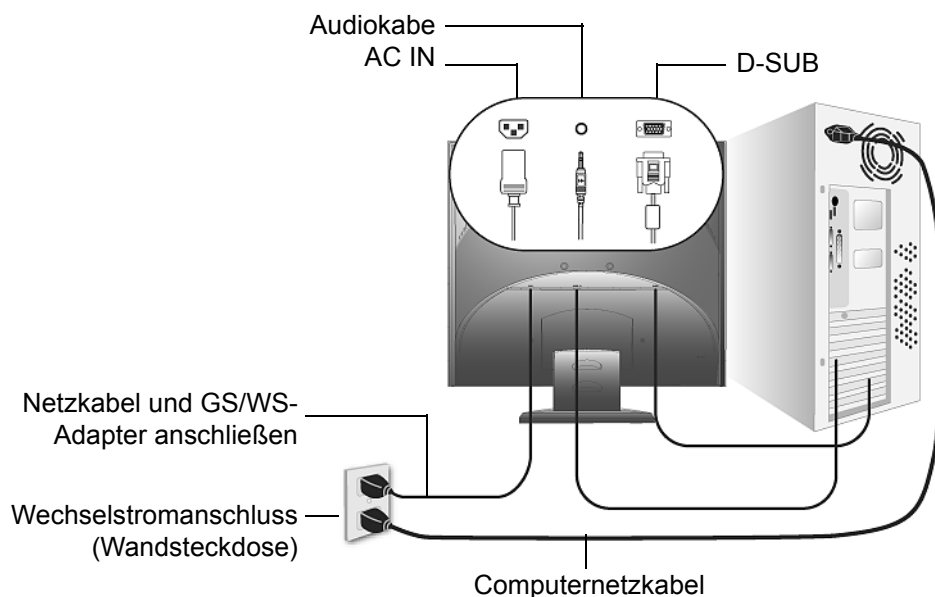 Audiokabe
AC IN
D-SUB
Netzkabel und GS/WS-
Adapter anschließen
Wechselstromanschluss
(Wandsteckdose)
Computernetzkabel